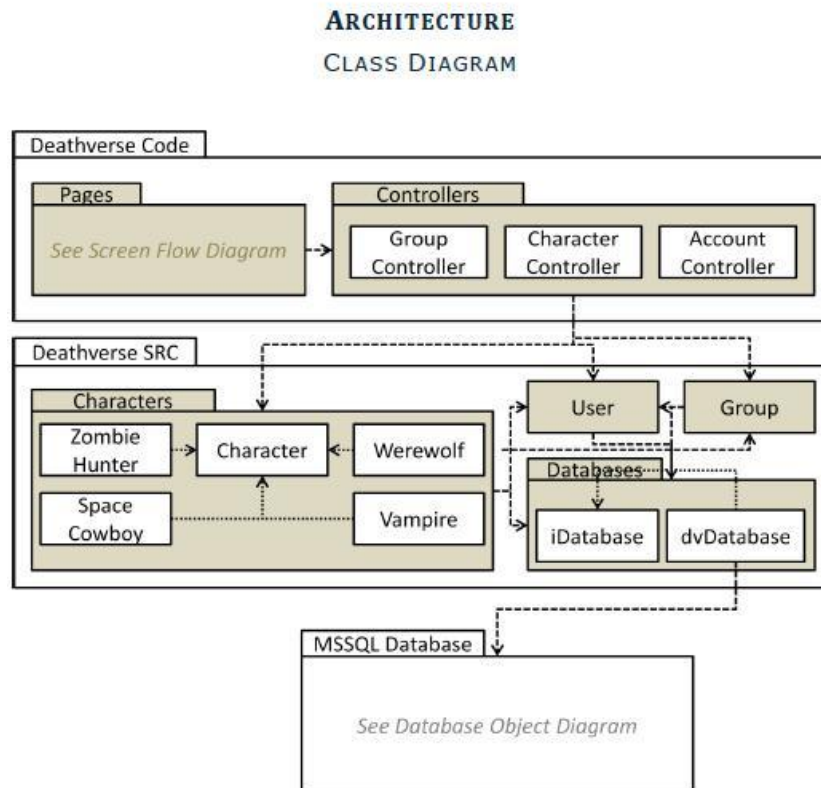 ARCHITECTURE
CLASS DIAGRAM
Deathverse Code
Pages
See Screen Flow Diagram
Controllers
Group
Controller
Character
Controller
Account
Controller
Deathverse SRC
Characters
Zombie
Hunter
Character
Werewolf
Space
Cowboy
Vampire
User
Group
Databases
iDatabase
dvDatabase
MSSQL Database
See Database Object Diagram